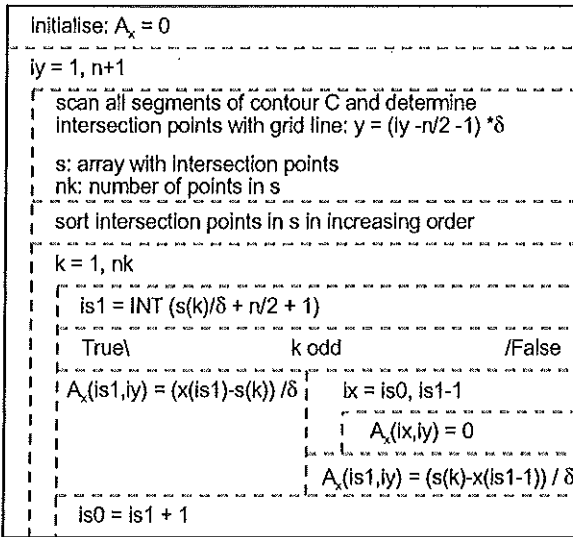 initialise: Aₓ = 0
iy = 1, n+1
scan all segments of contour C and determine
intersection points with grid line: y = (iy -n/2 -1) *δ
s: array with intersection points
nk: number of points in s
sort intersection points in s in increasing order
k = 1, nk
is1 = INT (s(k)/δ + n/2 + 1)
True\ k odd /False
Aₓ(is1,iy) = (x(is1)-s(k)) /δ ix = is0, is1-1
Aₓ(ix,iy) = 0
Aₓ(is1,iy) = (s(k)-x(is1-1)) / δ
is0 = is1 + 1